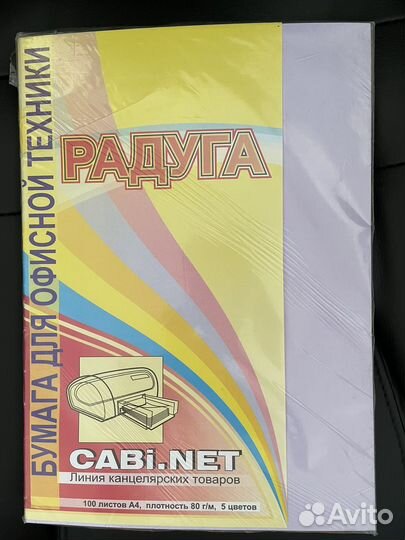 БУМАГА ДЛЯ ОФИСНОЙ ТЕХНИКИ
РАДУГА
CABi.NET
Линия канцелярских товаров
100 листов А4, плотность 80 г/м, 5 цветов
Avito